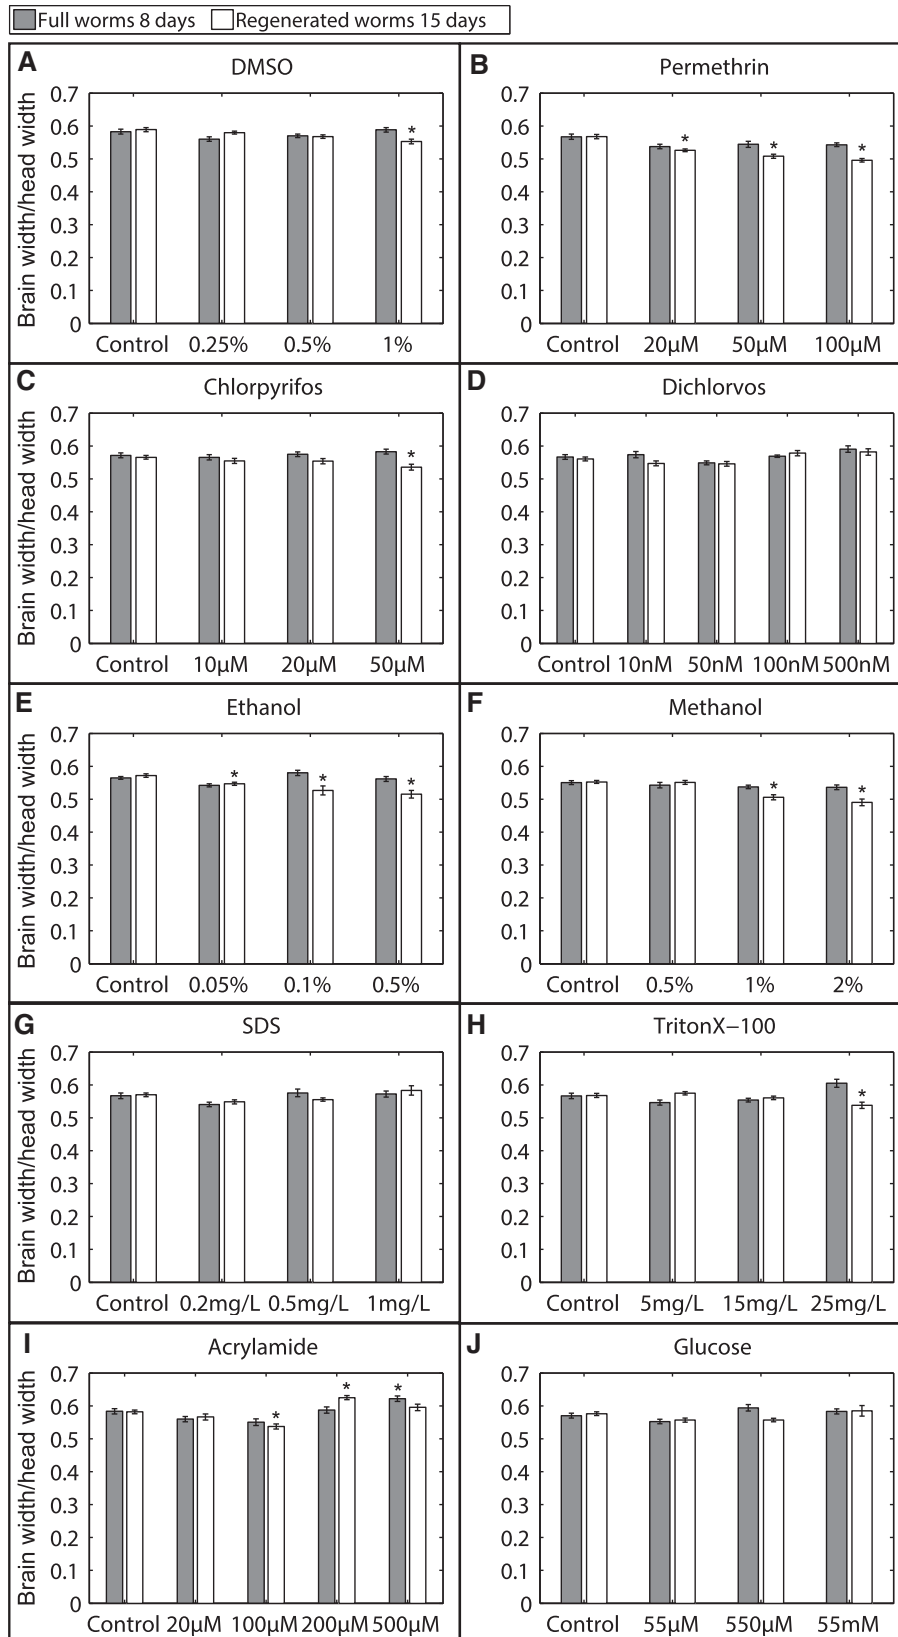 Full worms 8 days Regenerated worms 15 days
A DMSO
Brain width/head width
0.7
0.6
0.5
0.4
0.3
0.2
0.1
0
*
Control 0.25% 0.5% 1%
B Permethrin
0.7
0.6
0.5
0.4
0.3
0.2
0.1
0
* * *
Control 20µM 50µM 100µM
C Chlorpyrifos
Brain width/head width
0.7
0.6
0.5
0.4
0.3
0.2
0.1
0
*
Control 10µM 20µM 50µM
D Dichlorvos
0.7
0.6
0.5
0.4
0.3
0.2
0.1
0
Control 10nM 50nM 100nM 500nM
E Ethanol
Brain width/head width
0.7
0.6
0.5
0.4
0.3
0.2
0.1
0
* * *
Control 0.05% 0.1% 0.5%
F Methanol
0.7
0.6
0.5
0.4
0.3
0.2
0.1
0
* *
Control 0.5% 1% 2%
G SDS
Brain width/head width
0.7
0.6
0.5
0.4
0.3
0.2
0.1
0
Control 0.2mg/L 0.5mg/L 1mg/L
H TritonX−100
0.7
0.6
0.5
0.4
0.3
0.2
0.1
0
*
Control 5mg/L 15mg/L 25mg/L
I Acrylamide
Brain width/head width
0.7
0.6
0.5
0.4
0.3
0.2
0.1
0
* * *
Control 20µM 100µM 200µM 500µM
J Glucose
0.7
0.6
0.5
0.4
0.3
0.2
0.1
0
Control 55µM 550µM 55mM